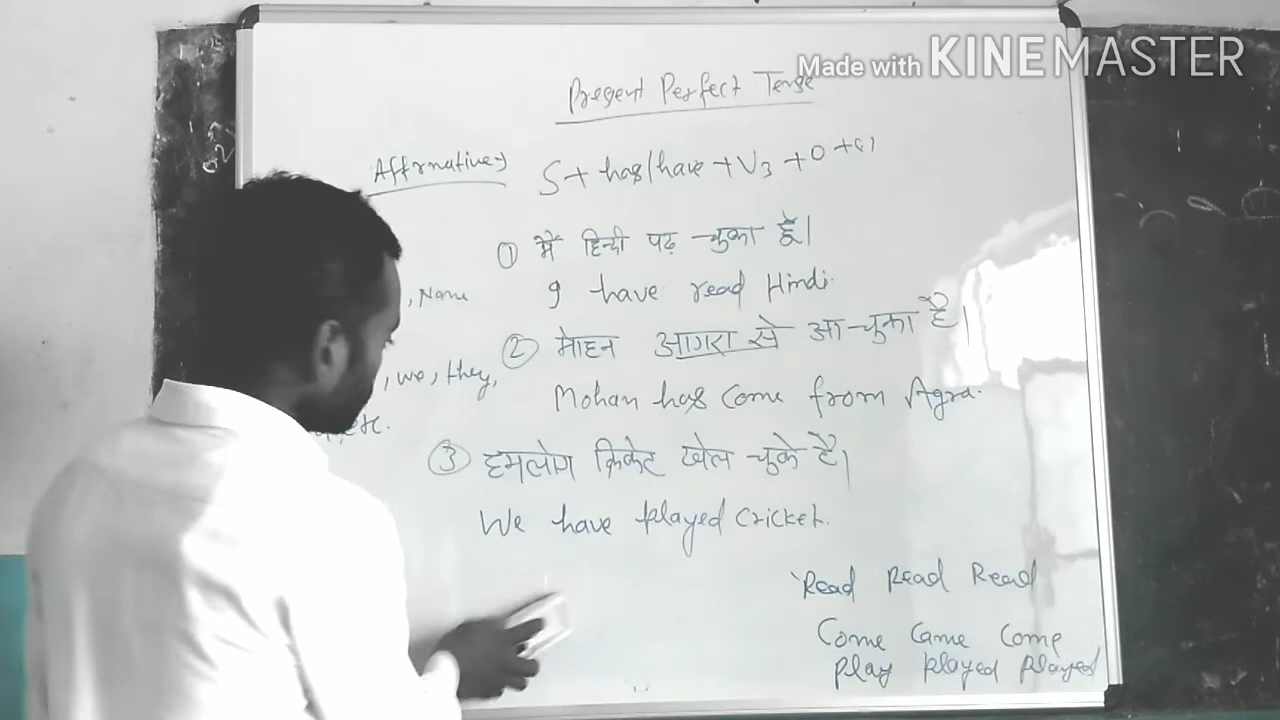 Made with KINEMASTER
Present Perfect Tense
Affrmative→ S + has/have + V3 + O +
① मैं हिन्दी पढ़ चुका हूँ।
, Name
I have read Hindi.
② मोहन आगरा से आ चुका है।
, we, they,
Mohan has come from Agra.
etc.
③ हमलोग क्रिकेट खेल चुके है।
We have played cricket.
Read Read Read
Come Came Come
Play played played